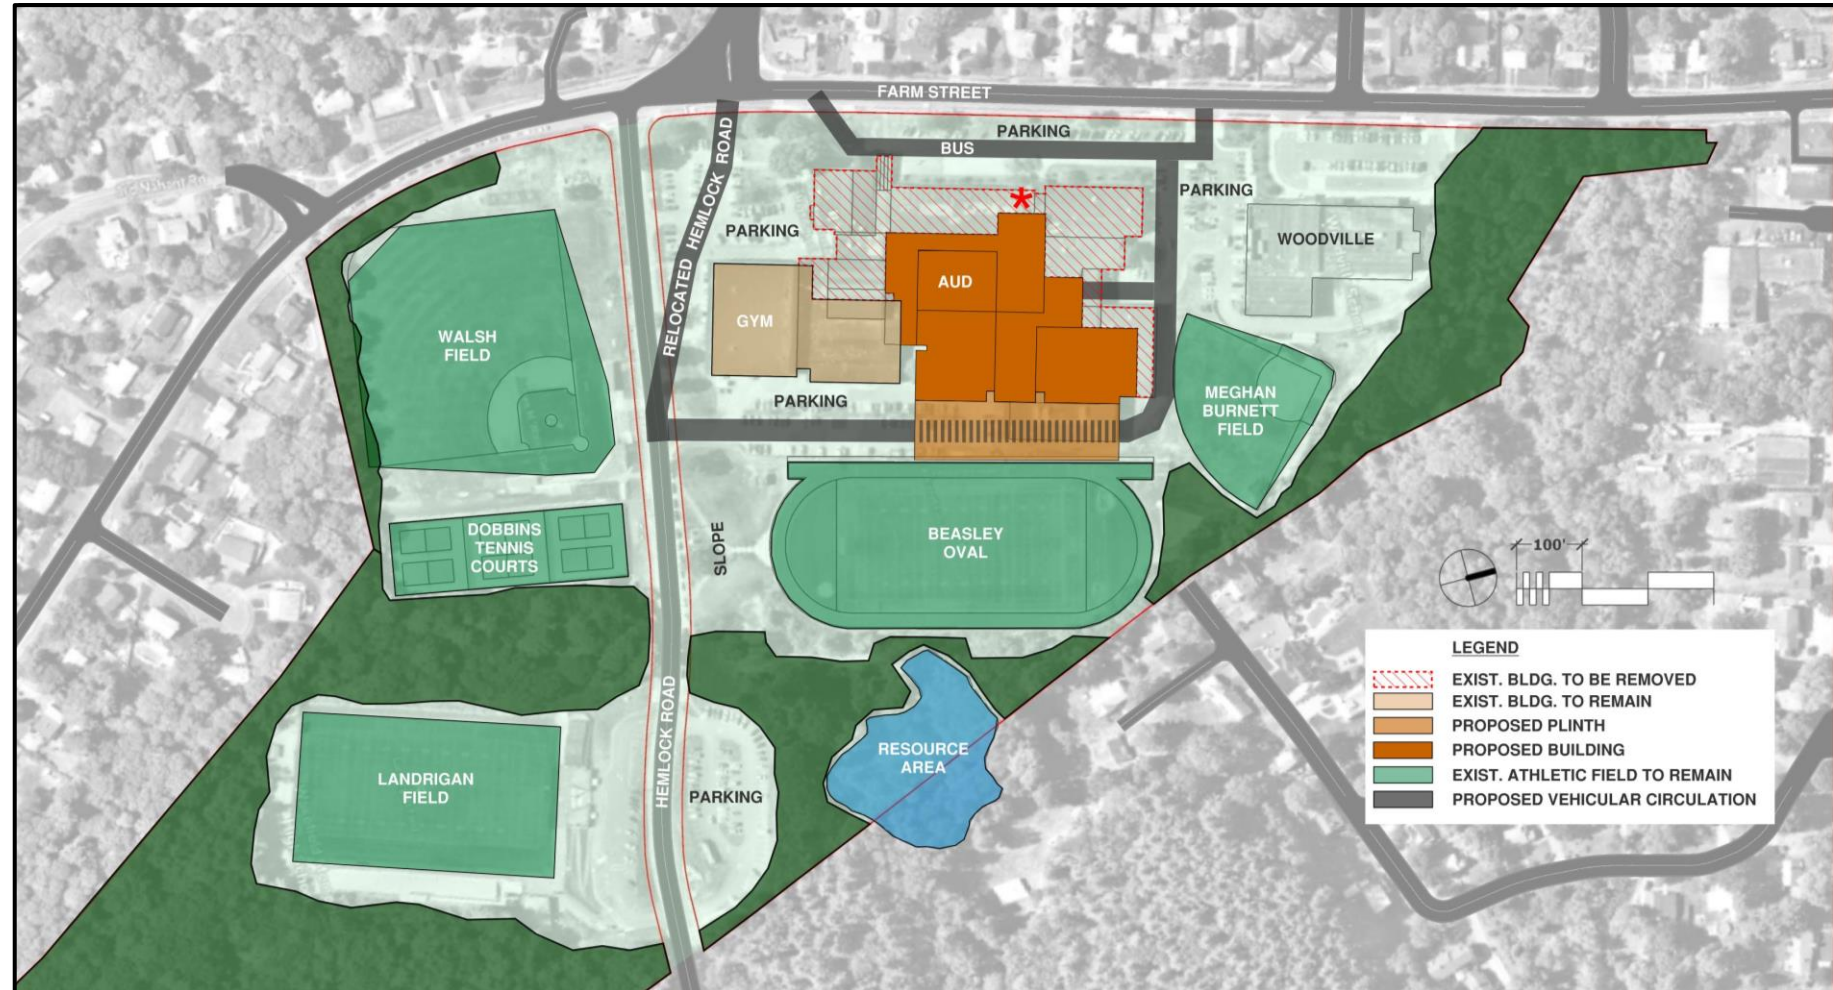 FARM STREET
PARKING
BUS
RELOCATED HEMLOCK ROAD
PARKING
*
PARKING
WOODVILLE
AUD
GYM
WALSH
FIELD
PARKING
MEGHAN
BURNETT
FIELD
DOBBINS
TENNIS
COURTS
SLOPE
BEASLEY
OVAL
100'
HEMLOCK ROAD
LANDRIGAN
FIELD
PARKING
RESOURCE
AREA
LEGEND
EXIST. BLDG. TO BE REMOVED
EXIST. BLDG. TO REMAIN
PROPOSED PLINTH
PROPOSED BUILDING
EXIST. ATHLETIC FIELD TO REMAIN
PROPOSED VEHICULAR CIRCULATION